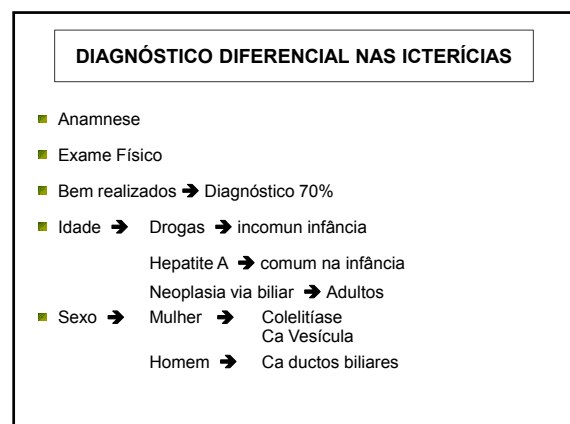 DIAGNÓSTICO DIFERENCIAL NAS ICTERÍCIAS
Anamnese
Exame Físico
Bem realizados ➔ Diagnóstico 70%
Idade ➔ Drogas ➔ incomun infância
Hepatite A ➔ comum na infância
Neoplasia via biliar ➔ Adultos
Sexo ➔ Mulher ➔ Colelitíase
Ca Vesícula
Homem ➔ Ca ductos biliares